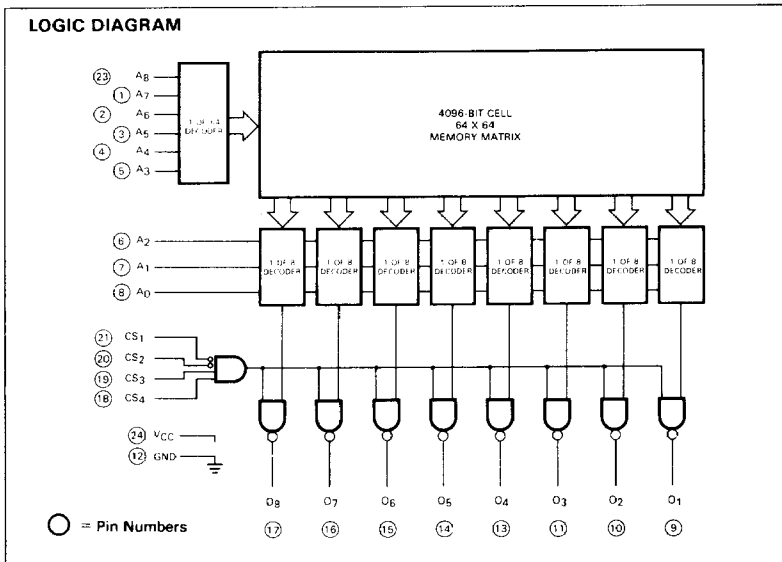 LOGIC DIAGRAM
23 A8
1 A7
2 A6
3 A5
4 A4
5 A3
1 OF 64
DECODER
4096-BIT CELL
64 X 64
MEMORY MATRIX
6 A2
7 A1
8 A0
1 OF 8
DECODER
1 OF 8
DECODER
1 OF 8
DECODER
1 OF 8
DECODER
1 OF 8
DECODER
1 OF 8
DECODER
1 OF 8
DECODER
1 OF 8
DECODER
21 CS1
20 CS2
19 CS3
18 CS4
24 VCC
12 GND
O8 O7 O6 O5 O4 O3 O2 O1
17 16 15 14 13 11 10 9
= Pin Numbers